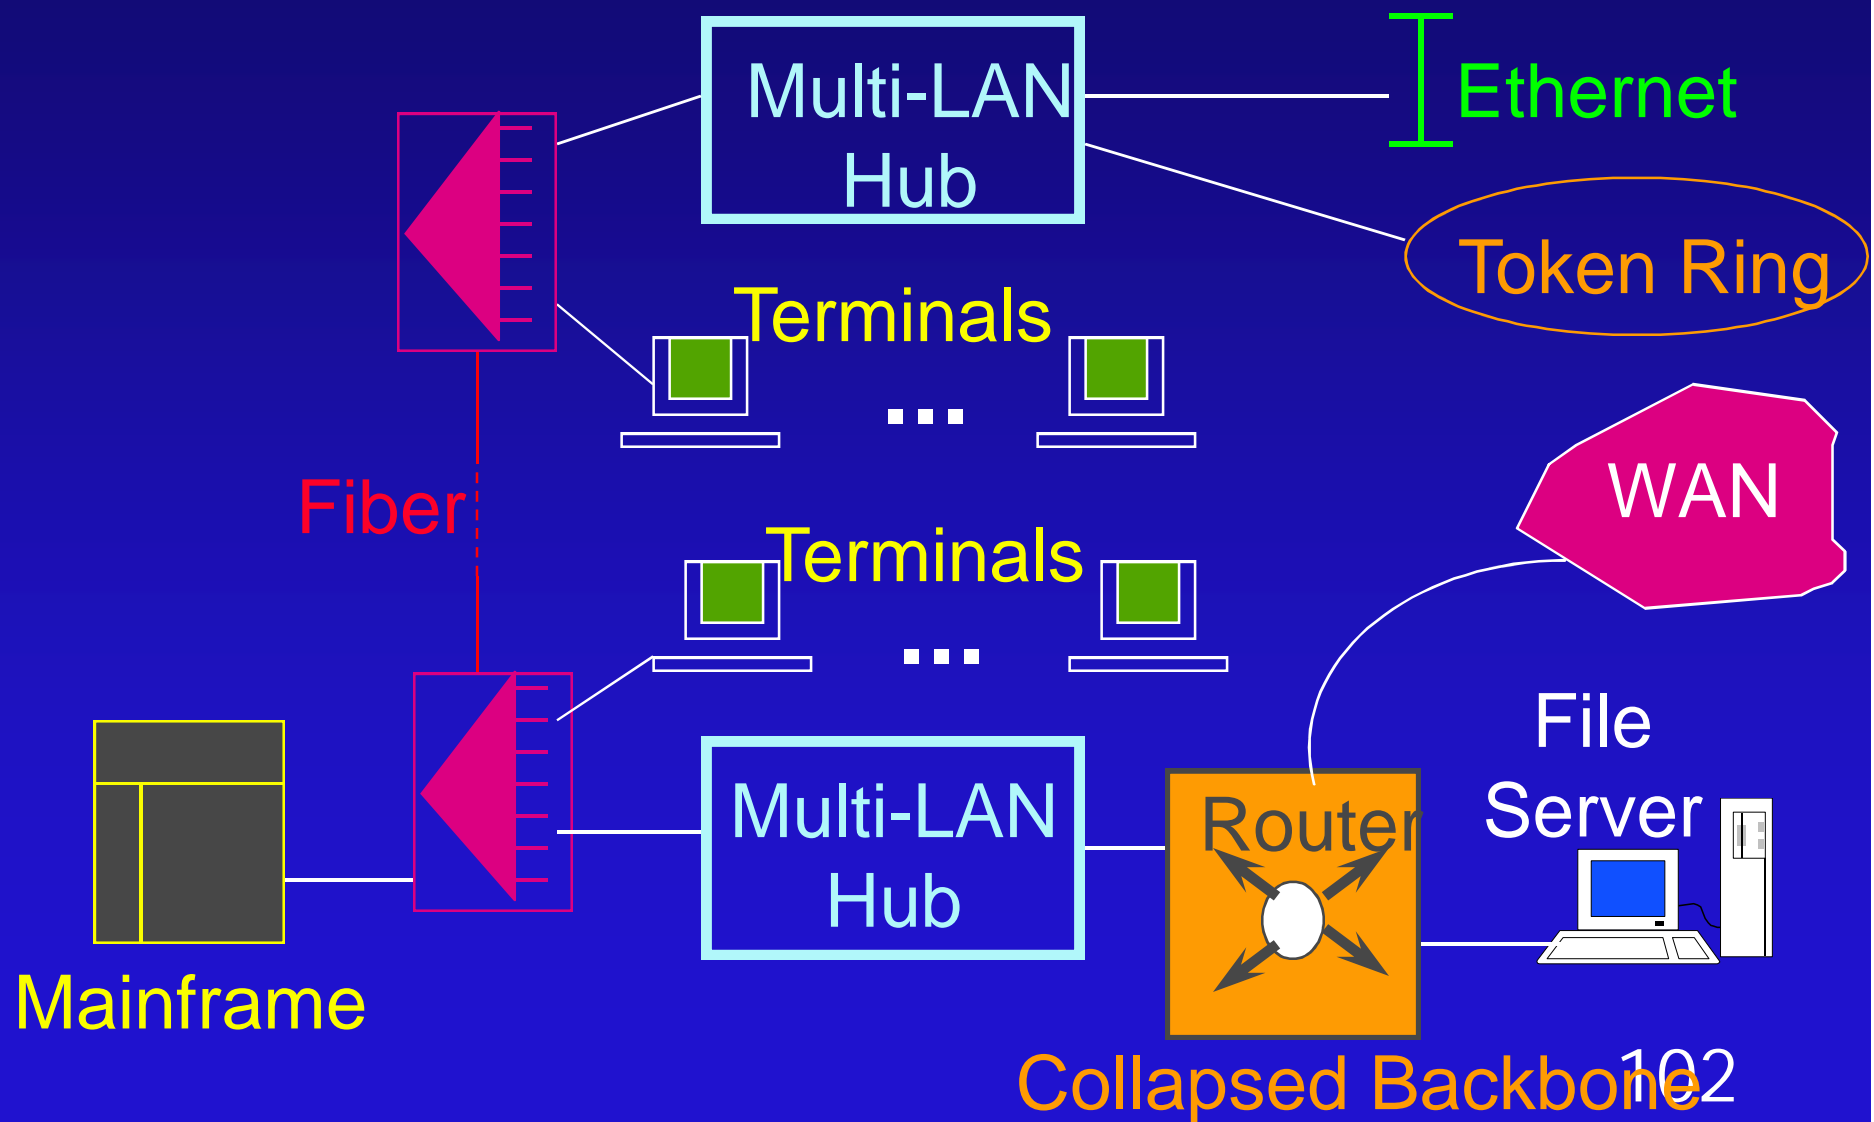 Multi-LAN
Hub
Ethernet
Token Ring
Terminals
WAN
Fiber
Terminals
File
Server
Multi-LAN
Hub
Router
Mainframe
Collapsed Backbone
102